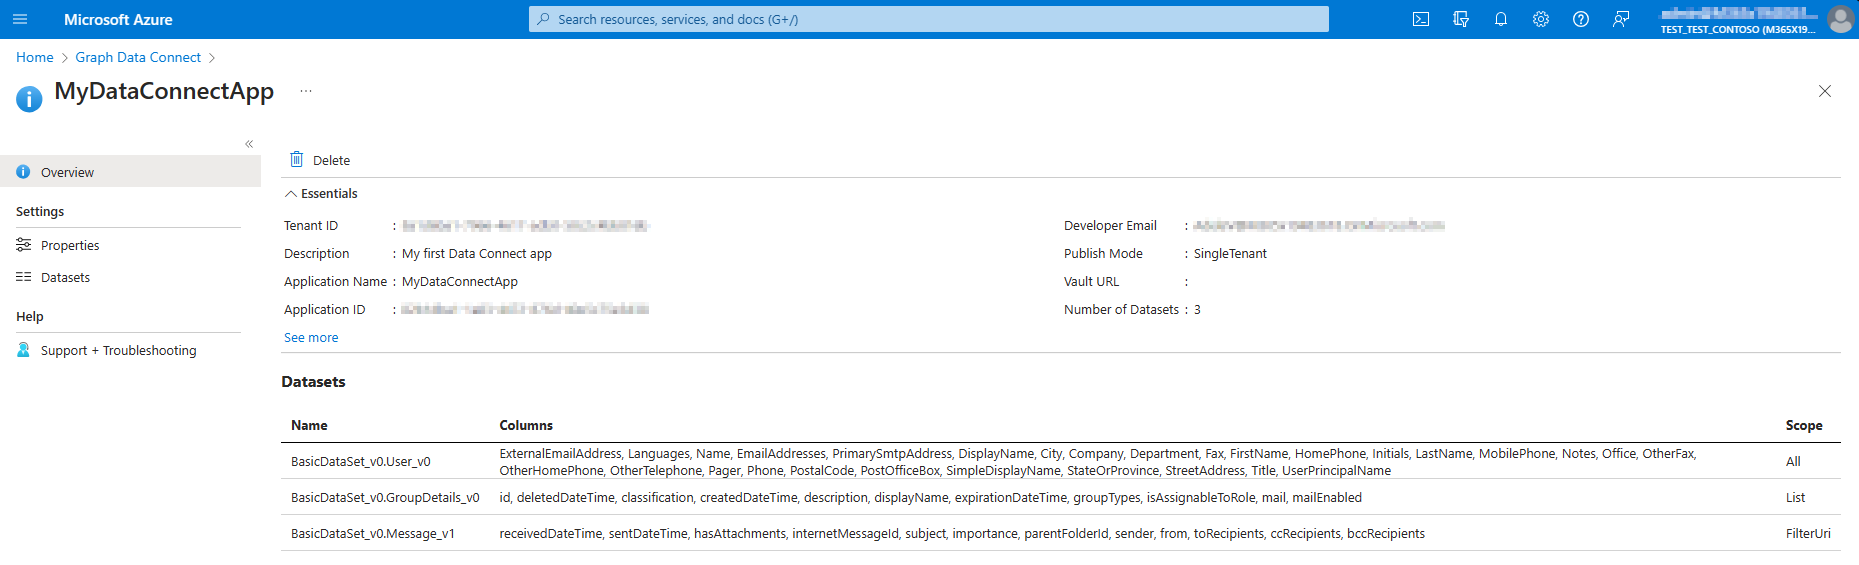 Microsoft Azure
Search resources, services, and docs (G+/)
TEST_TEST_CONTOSO (M365X19...
Home > Graph Data Connect >
MyDataConnectApp ...
«
Overview
Settings
Properties
Datasets
Help
Support + Troubleshooting
Delete
Essentials
Tenant ID :
Description : My first Data Connect app
Application Name : MyDataConnectApp
Application ID :
See more
Developer Email :
Publish Mode : SingleTenant
Vault URL :
Number of Datasets : 3
Datasets
Name Columns Scope
BasicDataSet_v0.User_v0 ExternalEmailAddress, Languages, Name, EmailAddresses, PrimarySmtpAddress, DisplayName, City, Company, Department, Fax, FirstName, HomePhone, Initials, LastName, MobilePhone, Notes, Office, OtherFax,
OtherHomePhone, OtherTelephone, Pager, Phone, PostalCode, PostOfficeBox, SimpleDisplayName, StateOrProvince, StreetAddress, Title, UserPrincipalName All
BasicDataSet_v0.GroupDetails_v0 id, deletedDateTime, classification, createdDateTime, description, displayName, expirationDateTime, groupTypes, isAssignableToRole, mail, mailEnabled List
BasicDataSet_v0.Message_v1 receivedDateTime, sentDateTime, hasAttachments, internetMessageId, subject, importance, parentFolderId, sender, from, toRecipients, ccRecipients, bccRecipients FilterUri